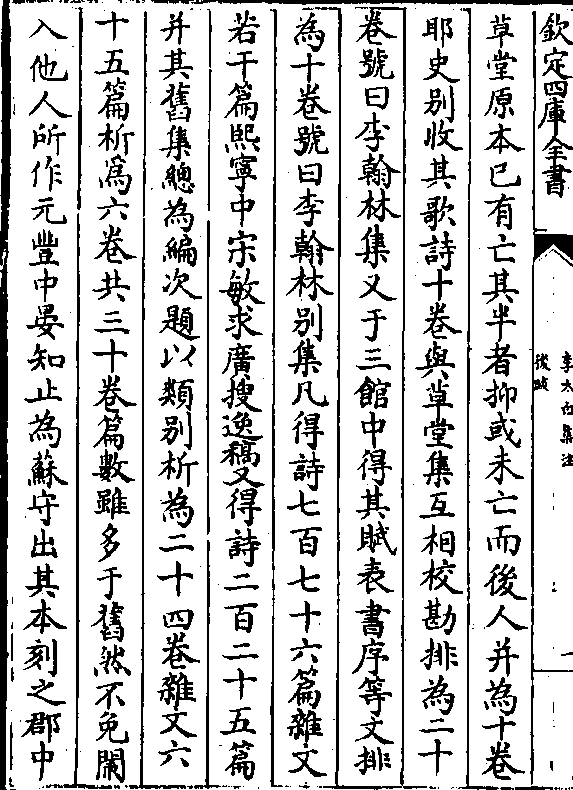 欽定四庫全書
李太白集注
後跋
一
草堂原本已有亡其半者抑或未亡而後人并為十卷
耶史别收其歌詩十卷與草堂集互相校勘排為二十
卷號曰李翰林集又于三館中得其賦表書序等文排
為十卷號曰李翰林别集凡得詩七百七十六篇雜文
若干篇熙寧中宋敏求廣搜逸稿又得詩二百二十五篇
并其舊集總為編次題以類别析為二十四卷雜文六
十五篇析爲六卷共三十卷篇數雖多于舊然不免闌
入他人所作元豐中晏知止為蘇守出其本刻之郡中